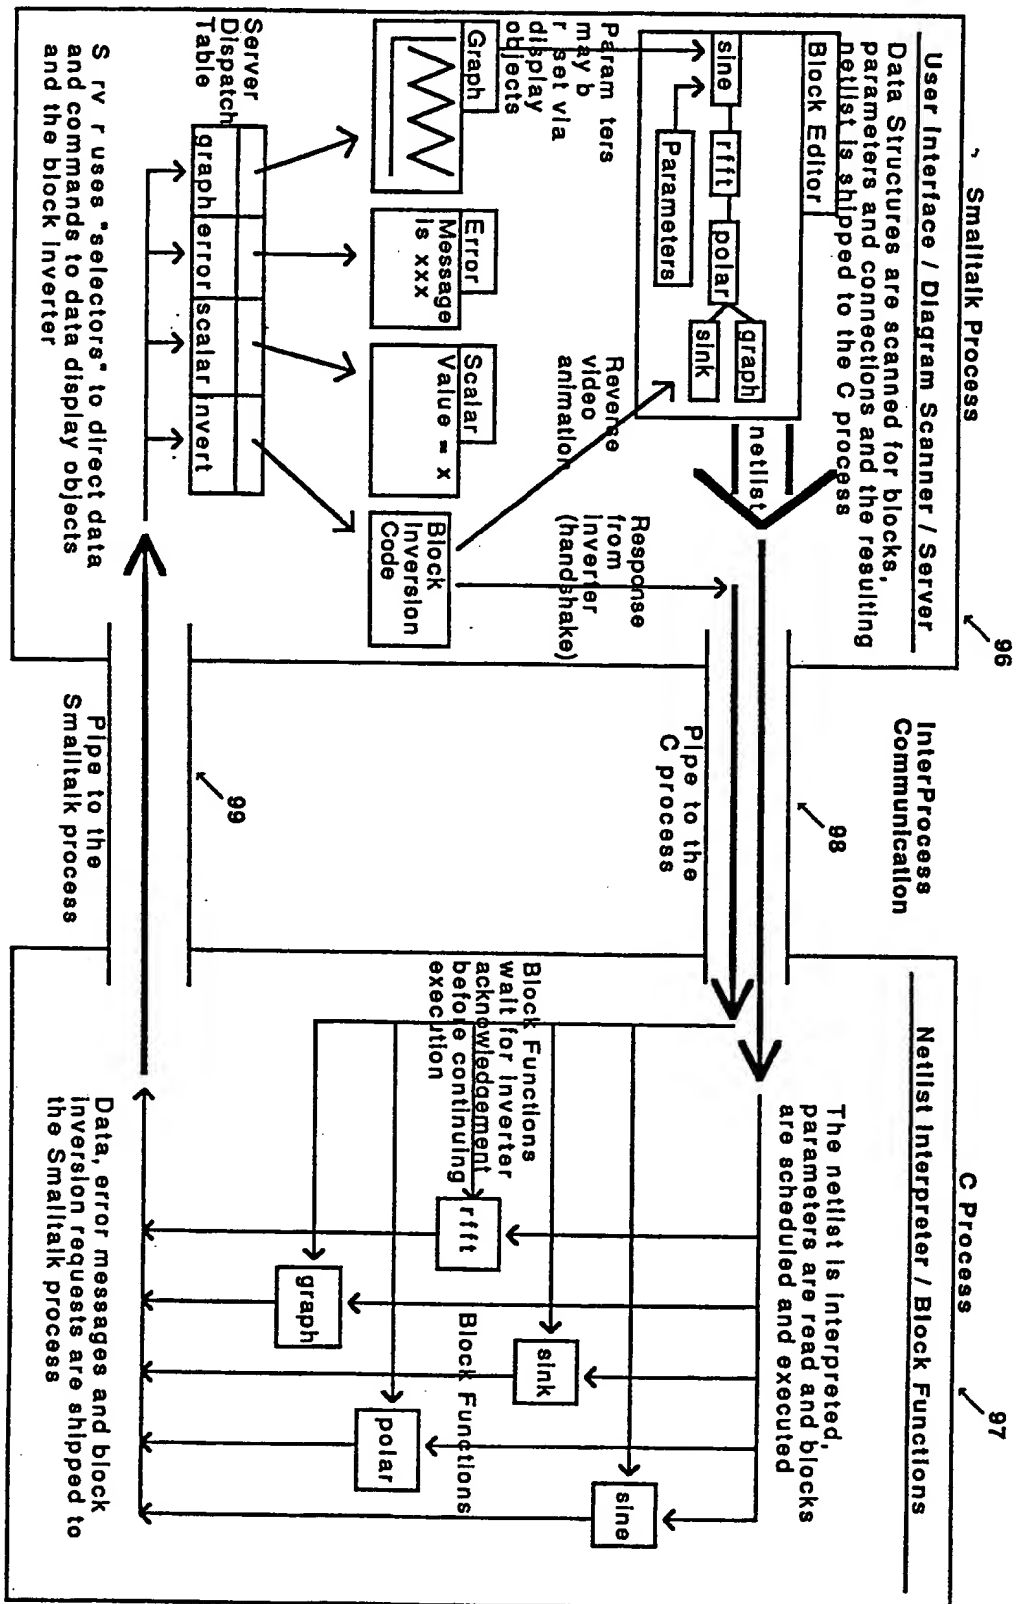 Smalltalk Process
96
User Interface / Diagram Scanner / Server
Data Structures are scanned for blocks,
parameters and connections and the resulting
netlist is shipped to the C process
Block Editor
sine
rfft
polar
graph
sink
Parameters
netlist
Param ters
may b
r set via
display
objects
Reverse
video
animation
Response
from
inverter
(handshake)
Graph
Error
Message
is xxx
Scalar
Value = x
Block
Inversion
Code
Server
Dispatch
Table
graph
error
scalar
invert
S rv r uses "selectors" to direct data
and commands to data display objects
and the block inverter
InterProcess
Communication
98
Pipe to the
C process
99
Pipe to the
Smalltalk process
C Process
97
Netlist Interpreter / Block Functions
The netlist is interpreted,
parameters are read and blocks
are scheduled and executed
Block Functions
wait for inverter
acknowledgement
before continuing
execution
rfft
graph
sink
polar
sine
Block Functions
Data, error messages and block
inversion requests are shipped to
the Smalltalk process